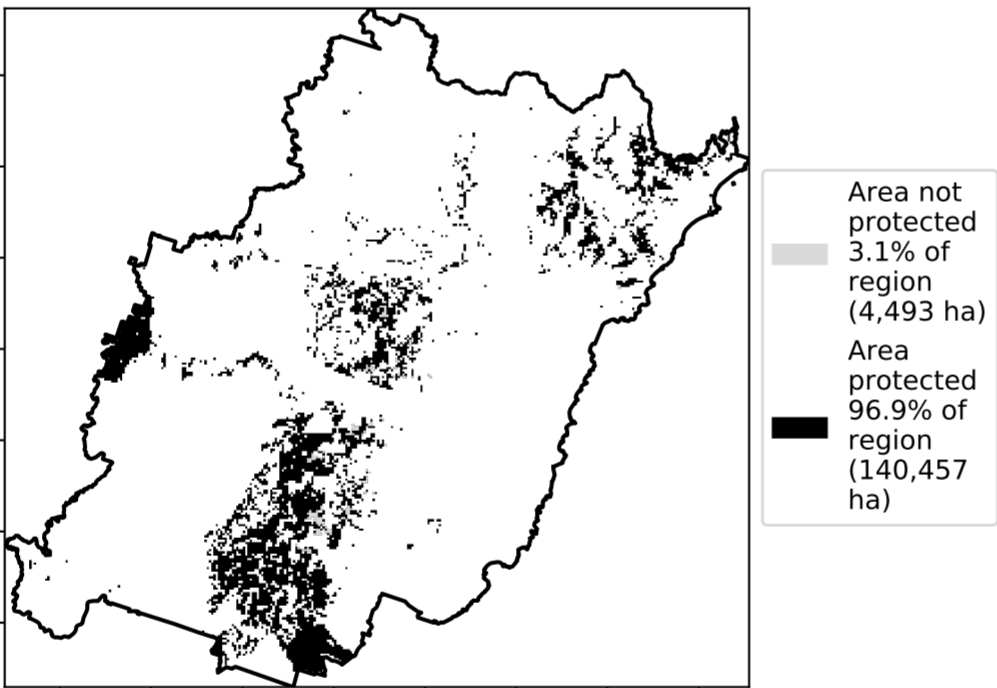 Area not
protected
3.1% of
region
(4,493 ha)
Area
protected
96.9% of
region
(140,457
ha)